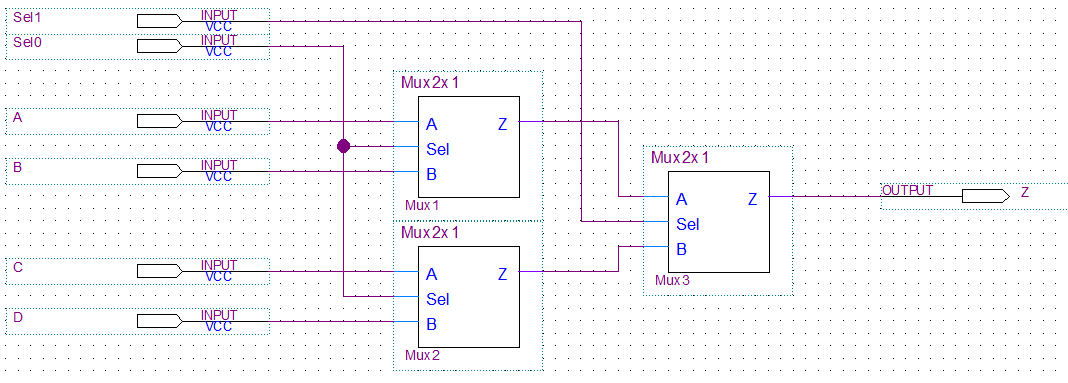 Sel1 INPUT
VCC
Sel0 INPUT
VCC
Mux2x1
A INPUT
VCC
A Z
Sel
B INPUT
VCC
B
Mux1
Mux2x1
A Z
Sel
B
Mux3
OUTPUT Z
Mux2x1
C INPUT
VCC
A Z
Sel
D INPUT
VCC
B
Mux2